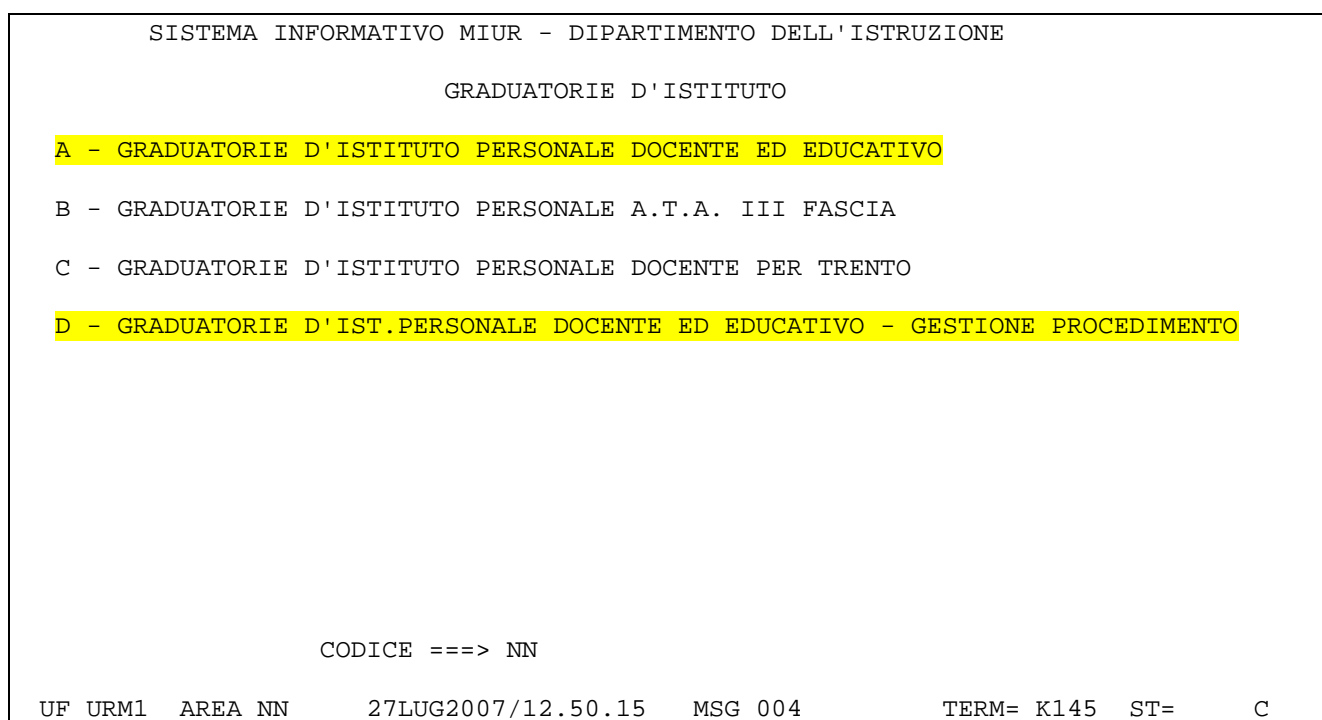 SISTEMA INFORMATIVO MIUR - DIPARTIMENTO DELL'ISTRUZIONE
GRADUATORIE D'ISTITUTO
A - GRADUATORIE D'ISTITUTO PERSONALE DOCENTE ED EDUCATIVO
B - GRADUATORIE D'ISTITUTO PERSONALE A.T.A. III FASCIA
C - GRADUATORIE D'ISTITUTO PERSONALE DOCENTE PER TRENTO
D - GRADUATORIE D'IST.PERSONALE DOCENTE ED EDUCATIVO - GESTIONE PROCEDIMENTO
CODICE ===> NN
UF URM1 AREA NN 27LUG2007/12.50.15 MSG 004 TERM= K145 ST= C